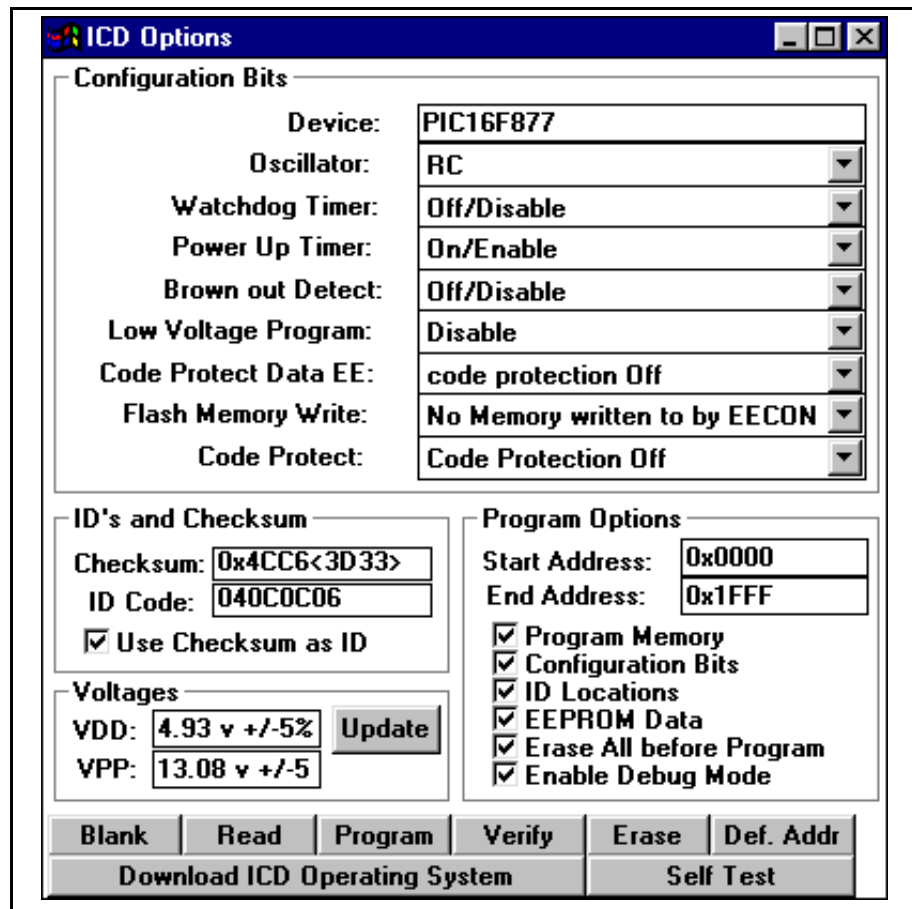 ICD Options
Configuration Bits
Device: PIC16F877
Oscillator: RC
Watchdog Timer: Off/Disable
Power Up Timer: On/Enable
Brown out Detect: Off/Disable
Low Voltage Program: Disable
Code Protect Data EE: code protection Off
Flash Memory Write: No Memory written to by EECON
Code Protect: Code Protection Off
ID's and Checksum
Checksum: 0x4CC6<3D33>
ID Code: 040C0C06
Use Checksum as ID
Voltages
VDD: 4.93 v +/-5% Update
VPP: 13.08 v +/-5
Program Options
Start Address: 0x0000
End Address: 0x1FFF
Program Memory
Configuration Bits
ID Locations
EEPROM Data
Erase All before Program
Enable Debug Mode
Blank Read Program Verify Erase Def. Addr
Download ICD Operating System Self Test